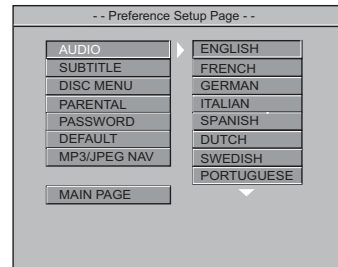 - - Preference Setup Page - -
AUDIO
SUBTITLE
DISC MENU
PARENTAL
PASSWORD
DEFAULT
MP3/JPEG NAV
MAIN PAGE
ENGLISH
FRENCH
GERMAN
ITALIAN
SPANISH
DUTCH
SWEDISH
PORTUGUESE